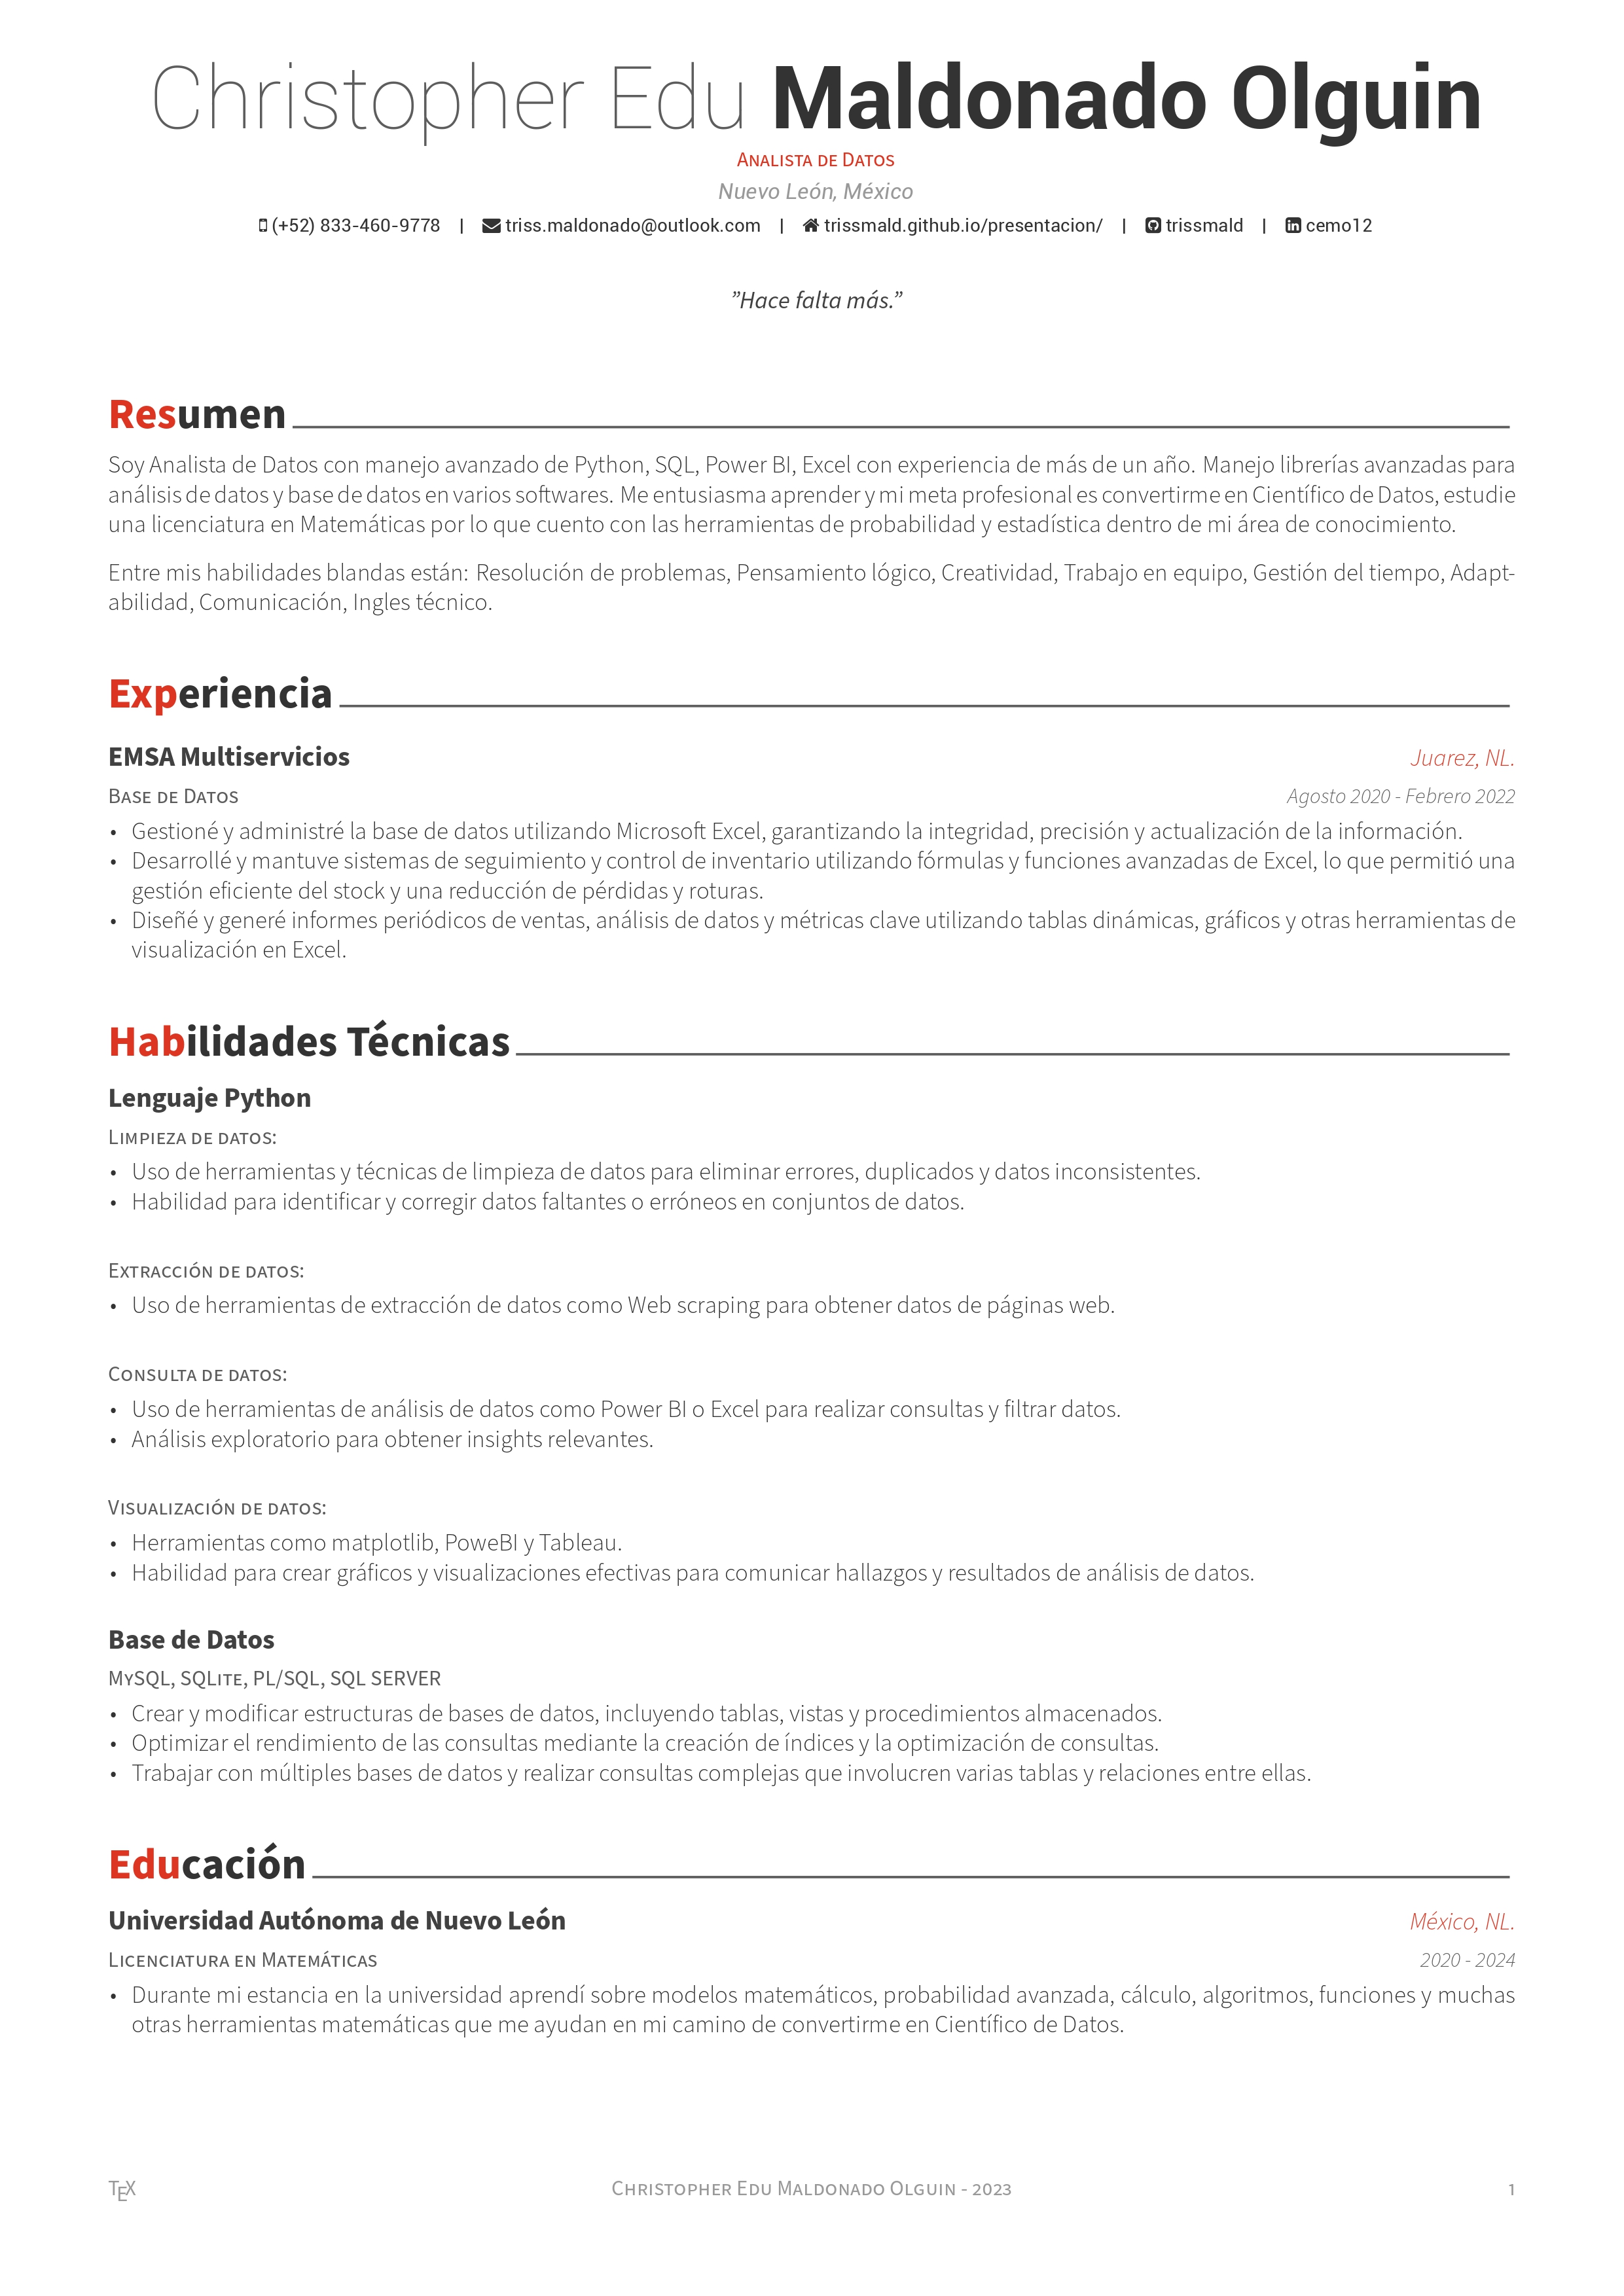 Christopher Edu Maldonado Olguin
Analista de Datos
Nuevo León, México
(+52) 833-460-9778 | triss.maldonado@outlook.com | trissmald.github.io/presentacion/ | trissmald | cemo12
”Hace falta más.”
Resumen
Soy Analista de Datos con manejo avanzado de Python, SQL, Power BI, Excel con experiencia de más de un año. Manejo librerías avanzadas para
análisis de datos y base de datos en varios softwares. Me entusiasma aprender y mi meta profesional es convertirme en Científico de Datos, estudie
una licenciatura en Matemáticas por lo que cuento con las herramientas de probabilidad y estadística dentro de mi área de conocimiento.
Entre mis habilidades blandas están: Resolución de problemas, Pensamiento lógico, Creatividad, Trabajo en equipo, Gestión del tiempo, Adapt-
abilidad, Comunicación, Ingles técnico.
Experiencia
EMSA Multiservicios Juarez, NL.
Base de Datos Agosto 2020 - Febrero 2022
• Gestioné y administré la base de datos utilizando Microsoft Excel, garantizando la integridad, precisión y actualización de la información.
• Desarrollé y mantuve sistemas de seguimiento y control de inventario utilizando fórmulas y funciones avanzadas de Excel, lo que permitió una
gestión eficiente del stock y una reducción de pérdidas y roturas.
• Diseñé y generé informes periódicos de ventas, análisis de datos y métricas clave utilizando tablas dinámicas, gráficos y otras herramientas de
visualización en Excel.
Habilidades Técnicas
Lenguaje Python
Limpieza de datos:
• Uso de herramientas y técnicas de limpieza de datos para eliminar errores, duplicados y datos inconsistentes.
• Habilidad para identificar y corregir datos faltantes o erróneos en conjuntos de datos.
Extracción de datos:
• Uso de herramientas de extracción de datos como Web scraping para obtener datos de páginas web.
Consulta de datos:
• Uso de herramientas de análisis de datos como Power BI o Excel para realizar consultas y filtrar datos.
• Análisis exploratorio para obtener insights relevantes.
Visualización de datos:
• Herramientas como matplotlib, PoweBI y Tableau.
• Habilidad para crear gráficos y visualizaciones efectivas para comunicar hallazgos y resultados de análisis de datos.
Base de Datos
MySQL, SQLite, PL/SQL, SQL SERVER
• Crear y modificar estructuras de bases de datos, incluyendo tablas, vistas y procedimientos almacenados.
• Optimizar el rendimiento de las consultas mediante la creación de índices y la optimización de consultas.
• Trabajar con múltiples bases de datos y realizar consultas complejas que involucren varias tablas y relaciones entre ellas.
Educación
Universidad Autónoma de Nuevo León México, NL.
Licenciatura en Matemáticas 2020 - 2024
• Durante mi estancia en la universidad aprendí sobre modelos matemáticos, probabilidad avanzada, cálculo, algoritmos, funciones y muchas
otras herramientas matemáticas que me ayudan en mi camino de convertirme en Científico de Datos.
TEX Christopher Edu Maldonado Olguin - 2023 1